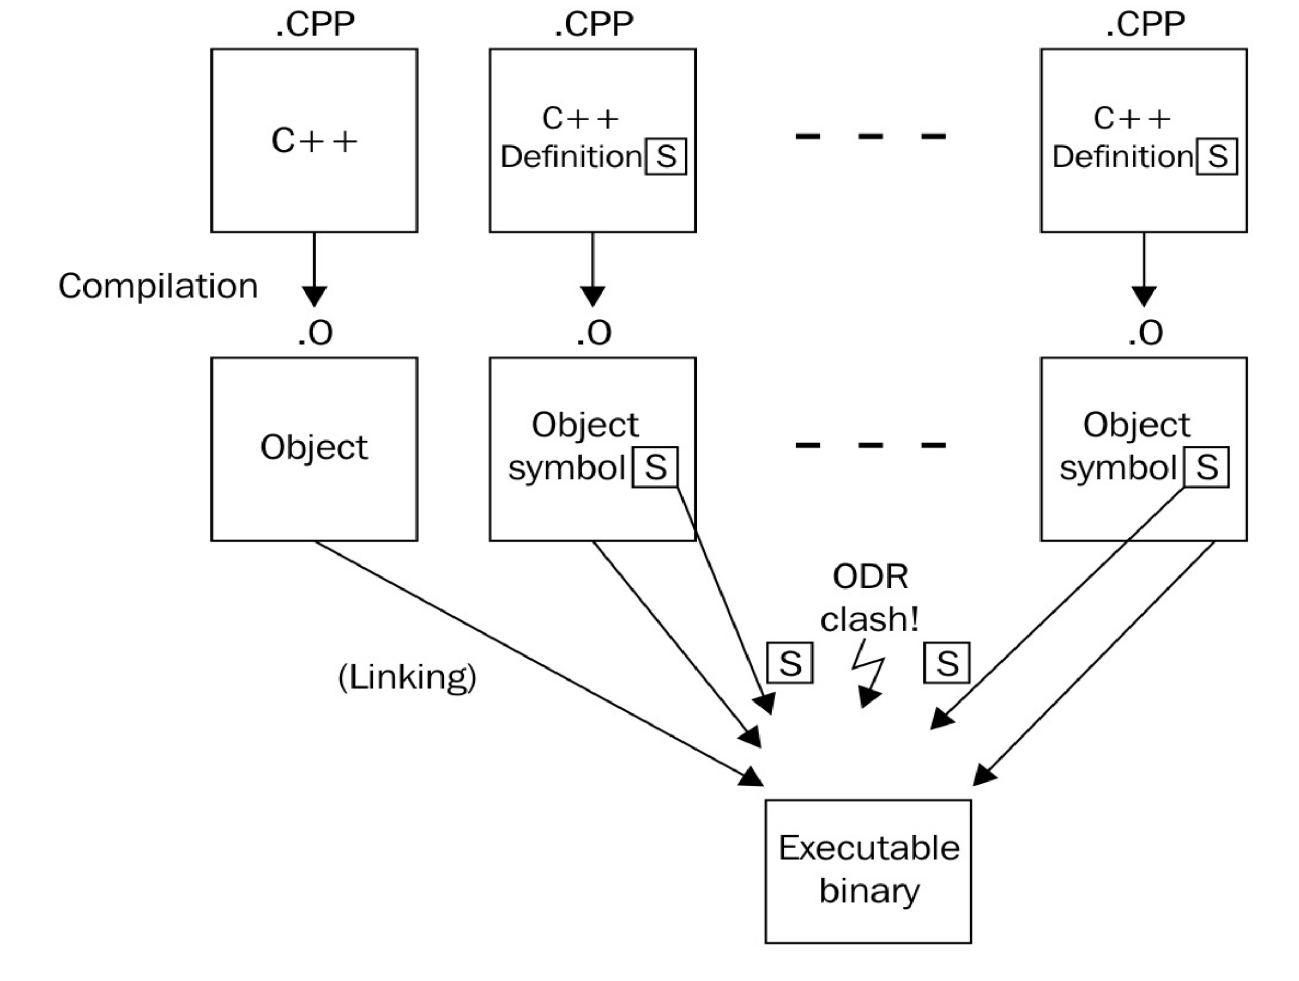 .CPP
.CPP
.CPP
C++
C++
Definition S
C++
Definition S
Compilation
.O
.O
.O
Object
Object
symbol S
Object
symbol S
ODR
clash!
S
S
(Linking)
Executable
binary